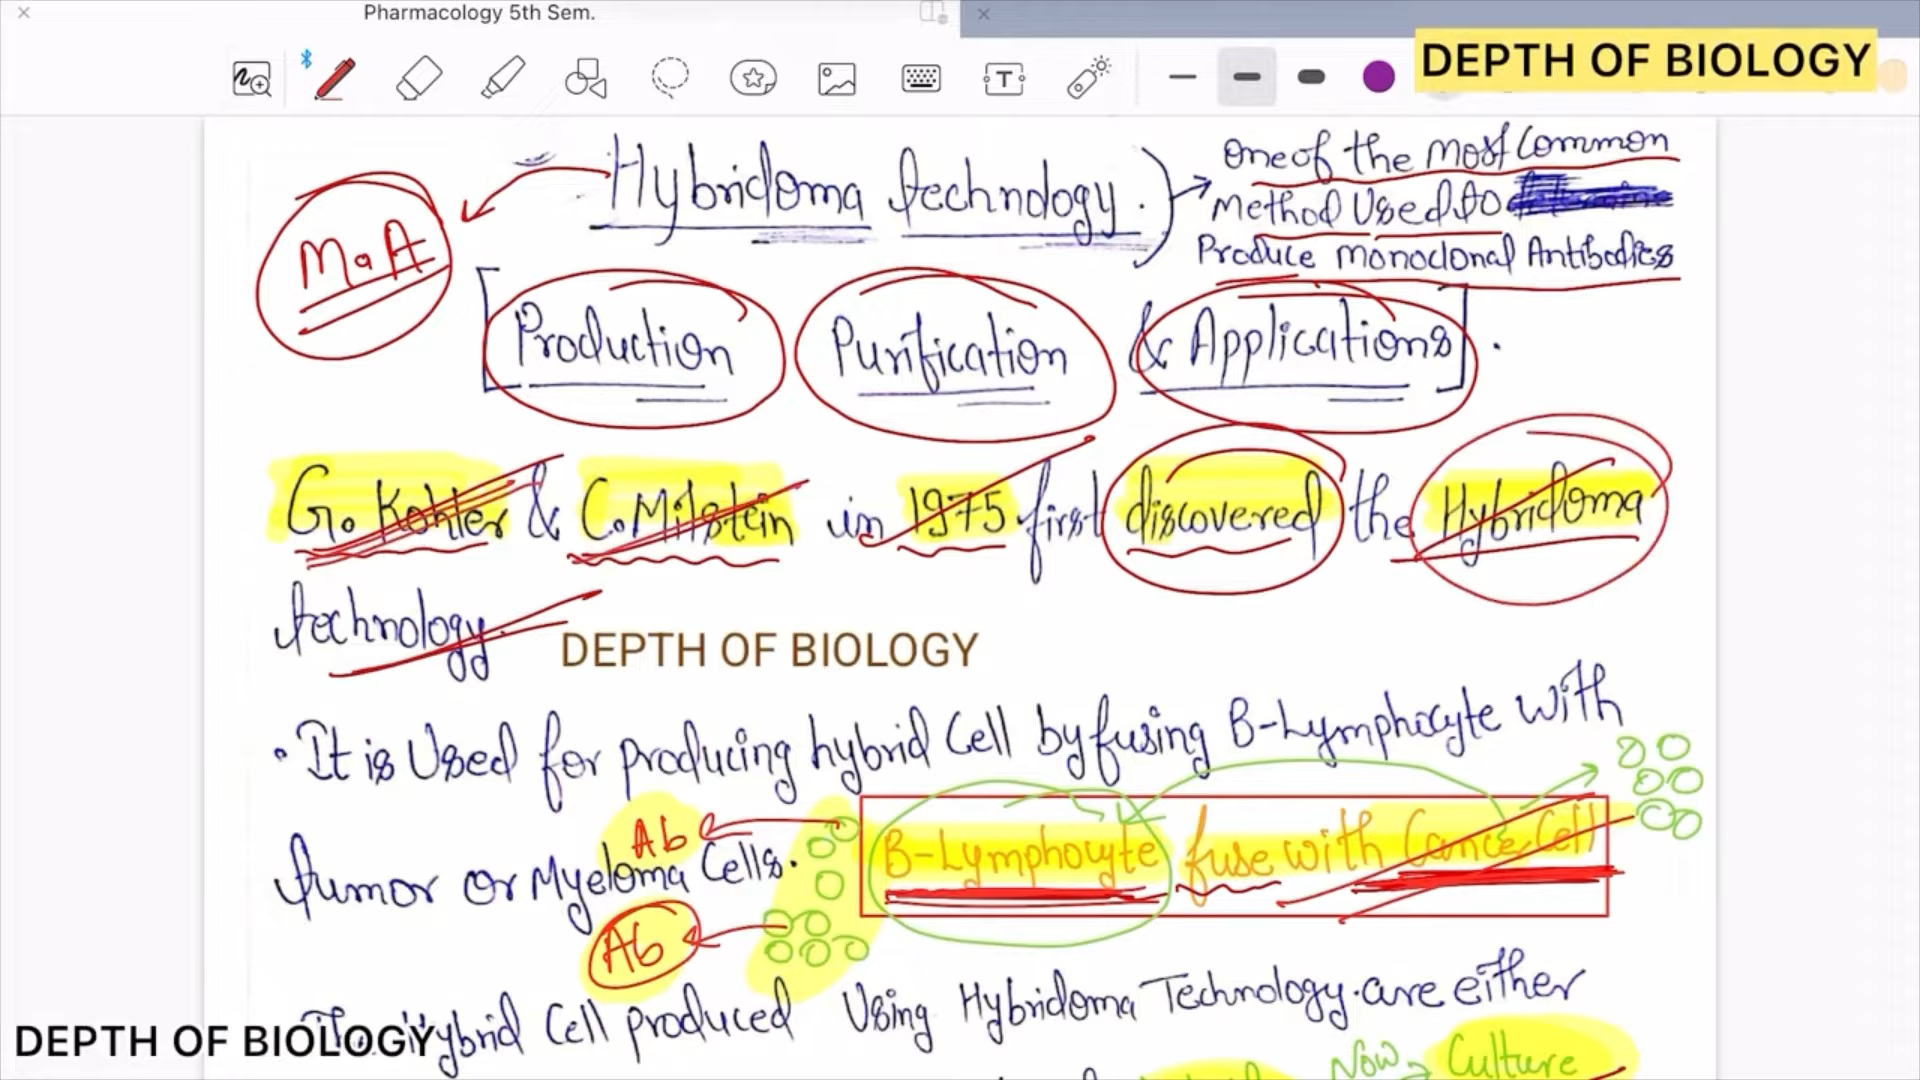 Pharmacology 5th Sem.
DEPTH OF BIOLOGY
Hybridoma technology.
One of the most Common
Method Used to
Produce monoclonal Antibodies
MaA
[Production Purification & Applications].
G. Kohler & C. Milstein in 1975 first discovered the Hybridoma
technology.
DEPTH OF BIOLOGY
• It is Used for producing hybrid Cell by fusing B-Lymphocyte with
tumor or Myeloma Cells.
Ab
B-Lymphocyte fuse with Cancer Cell
Ab
Hybrid Cell produced Using Hybridoma Technology are either
DEPTH OF BIOLOGY
Now Culture